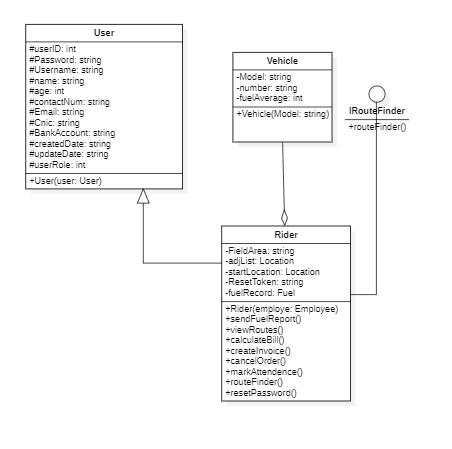 User
#userID: int
#Password: string
#Username: string
#name: string
#age: int
#contactNum: string
#Email: string
#Cnic: string
#BankAccount: string
#createdDate: string
#updateDate: string
#userRole: int
+User(user: User)
Vehicle
-Model: string
-number: string
-fuelAverage: int
+Vehicle(Model: string)
IRouteFinder
+routeFinder()
Rider
-FieldArea: string
-adjList: Location
-startLocation: Location
-ResetToken: string
-fuelRecord: Fuel
+Rider(employe: Employee)
+sendFuelReport()
+viewRoutes()
+calculateBill()
+createInvoice()
+cancelOrder()
+markAttendence()
+routeFinder()
+resetPassword()